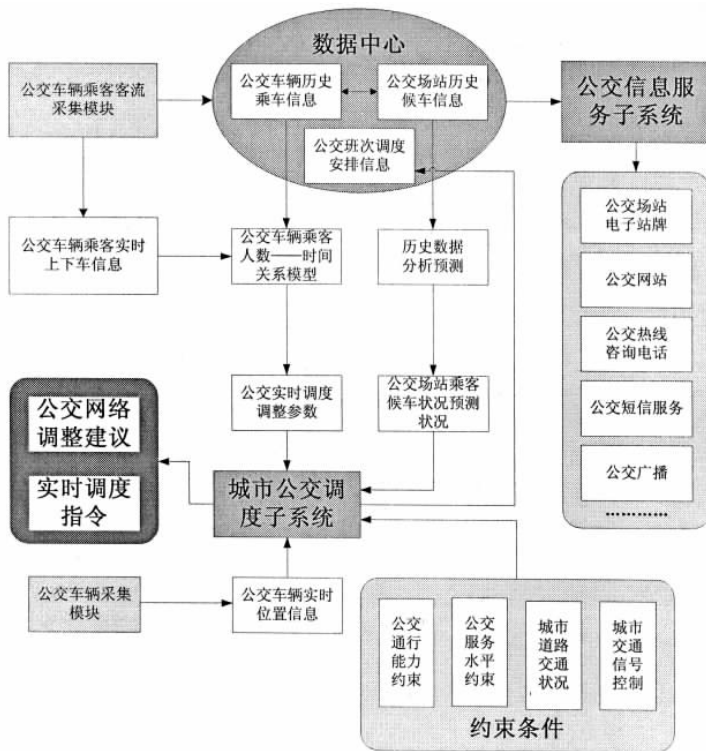 数据中心
公交车辆乘客客流
采集模块
公交车辆历史
乘车信息
公交场站历史
候车信息
公交信息服
务子系统
公交班次调度
安排信息
公交车辆乘客实时
上下车信息
公交车辆乘客
人数——时间
关系模型
历史数据
分析预测
公交场站
电子站牌
公交网站
公交热线
咨询电话
公交短信服务
公交广播
…………
公交实时调度
调整参数
公交场站乘客
候车状况预测
状况
公交网络
调整建议
实时调度
指令
城市公交调
度子系统
公交车辆采集
模块
公交车辆实时
位置信息
公交
通行
能力
约束
公交
服务
水平
约束
城市
道路
交通
状况
城市
交通
信号
控制
约束条件